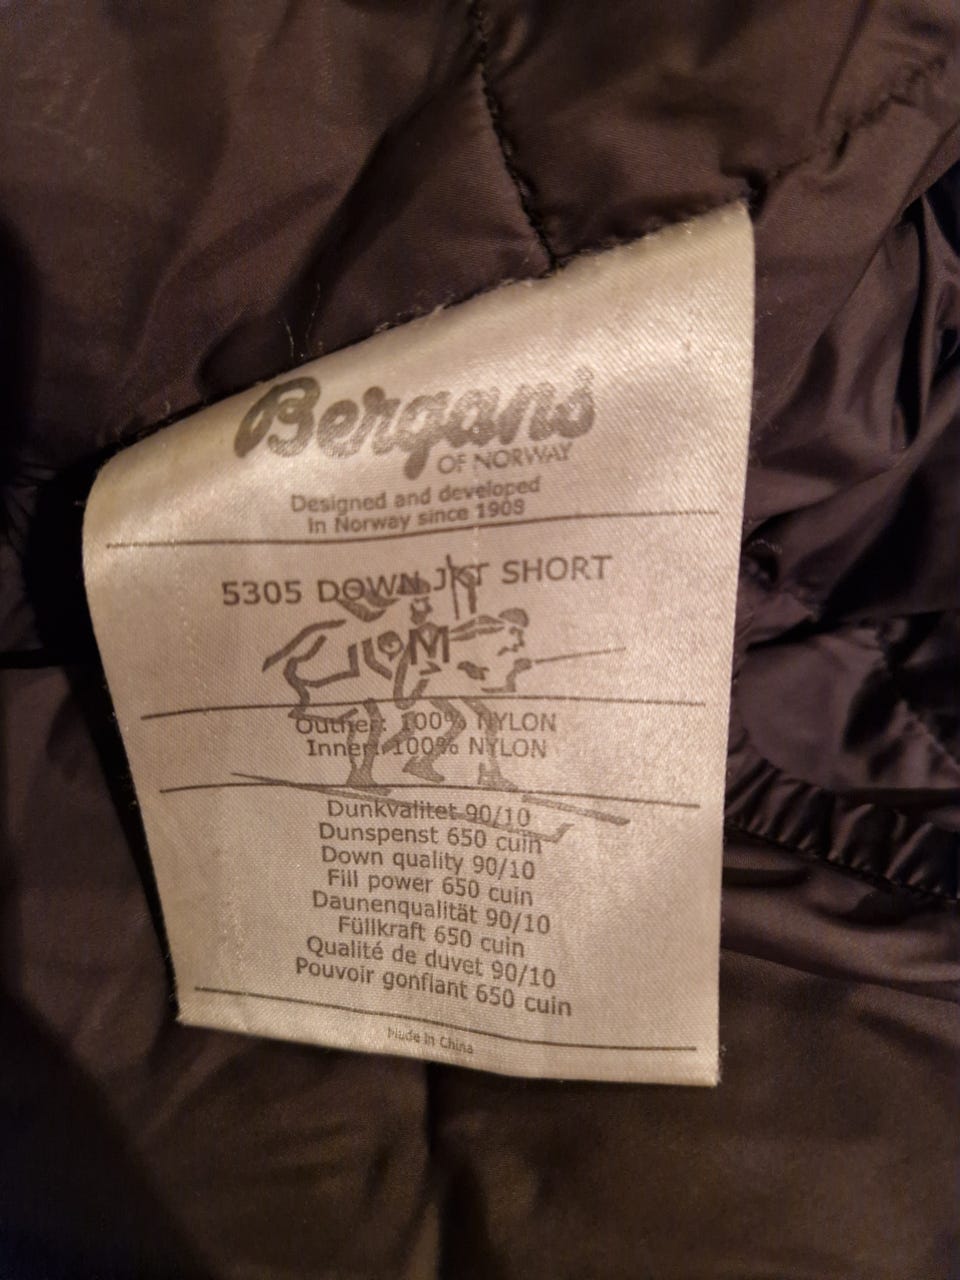 Bergans
OF NORWAY
Designed and developed
In Norway since 1908
5305 DOWN JKT SHORT
M
Outher: 100% NYLON
Inner: 100% NYLON
Dunkvalitet 90/10
Dunspenst 650 cuin
Down quality 90/10
Fill power 650 cuin
Daunenqualität 90/10
Füllkraft 650 cuin
Qualité de duvet 90/10
Pouvoir gonflant 650 cuin
Made in China